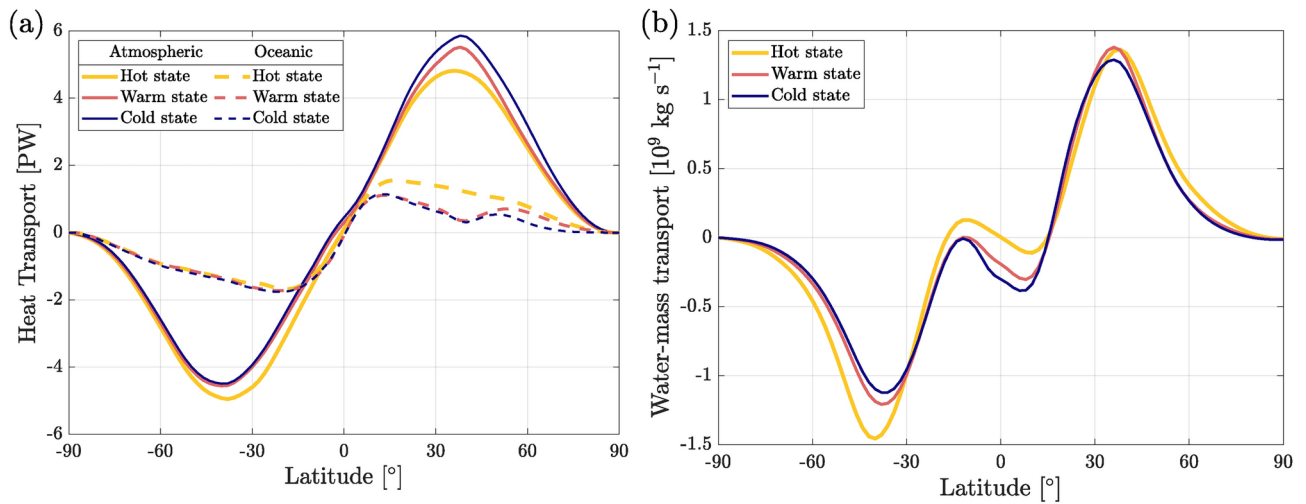 (a)
Heat Transport [PW]
6
4
2
0
-2
-4
-6
Atmospheric Oceanic
Hot state Hot state
Warm state Warm state
Cold state Cold state
-90 -60 -30 0 30 60 90
Latitude [°]
(b)
Water-mass transport [10⁹ kg s⁻¹]
1.5
1
0.5
0
-0.5
-1
-1.5
Hot state
Warm state
Cold state
-90 -60 -30 0 30 60 90
Latitude [°]